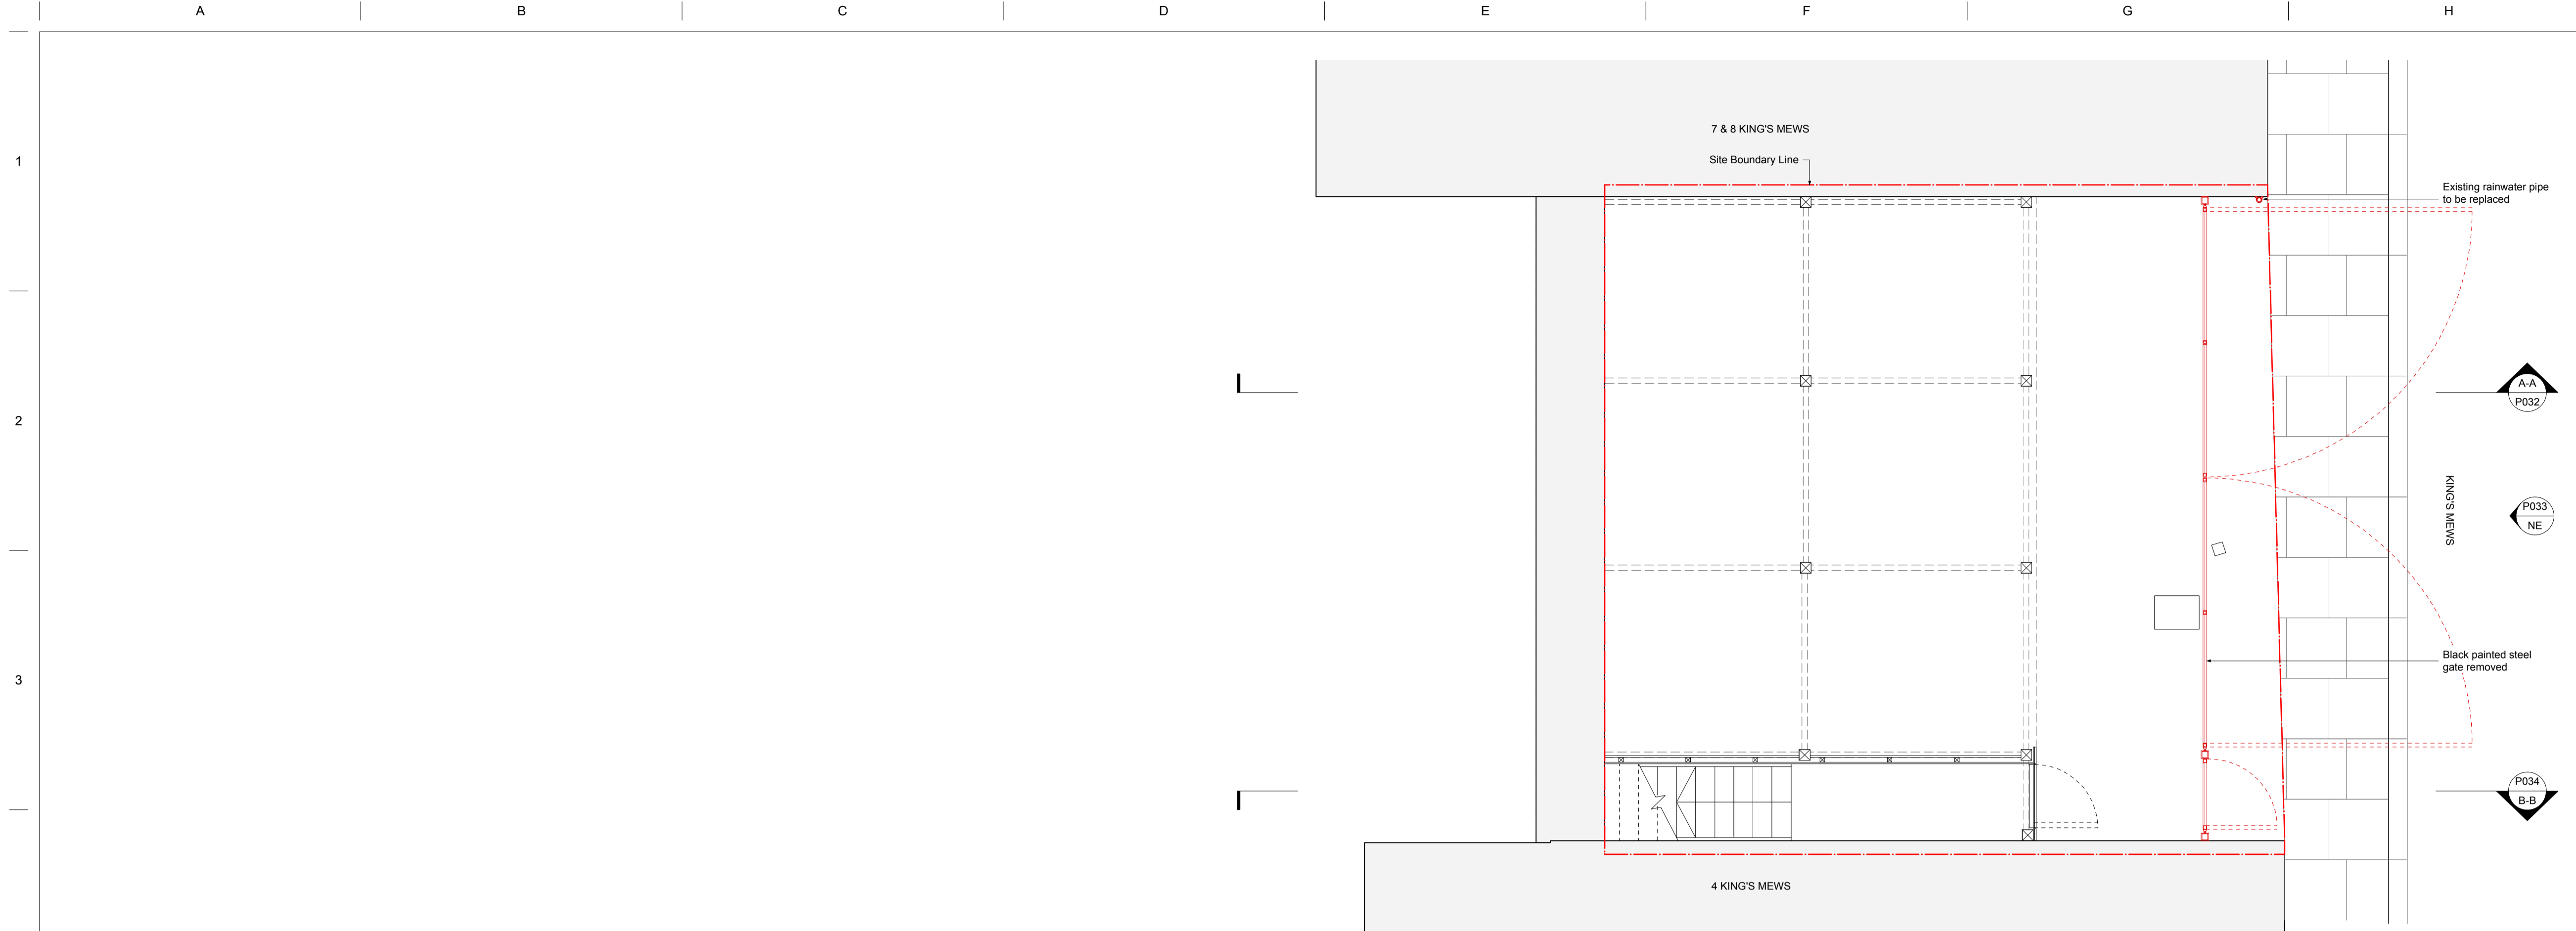 A B C D E F G H
1
7 & 8 KING'S MEWS
Site Boundary Line
Existing rainwater pipe
to be replaced
A-A
P032
2
KING'S MEWS
P033
NE
Black painted steel
gate removed
3
P034
B-B
4 KING'S MEWS